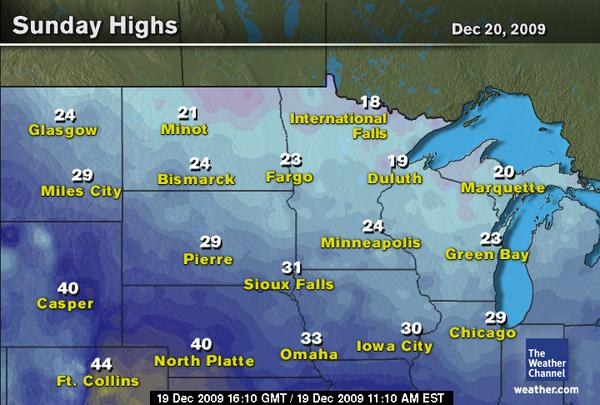 Sunday Highs
Dec 20, 2009
24
Glasgow
21
Minot
18
International
Falls
29
Miles City
24
Bismarck
23
Fargo
19
Duluth
20
Marquette
29
Pierre
24
Minneapolis
23
Green Bay
31
Sioux Falls
40
Casper
29
Chicago
44
Ft. Collins
40
North Platte
33
Omaha
30
Iowa City
The
Weather
Channel
weather.com
19 Dec 2009 16:10 GMT / 19 Dec 2009 11:10 AM EST